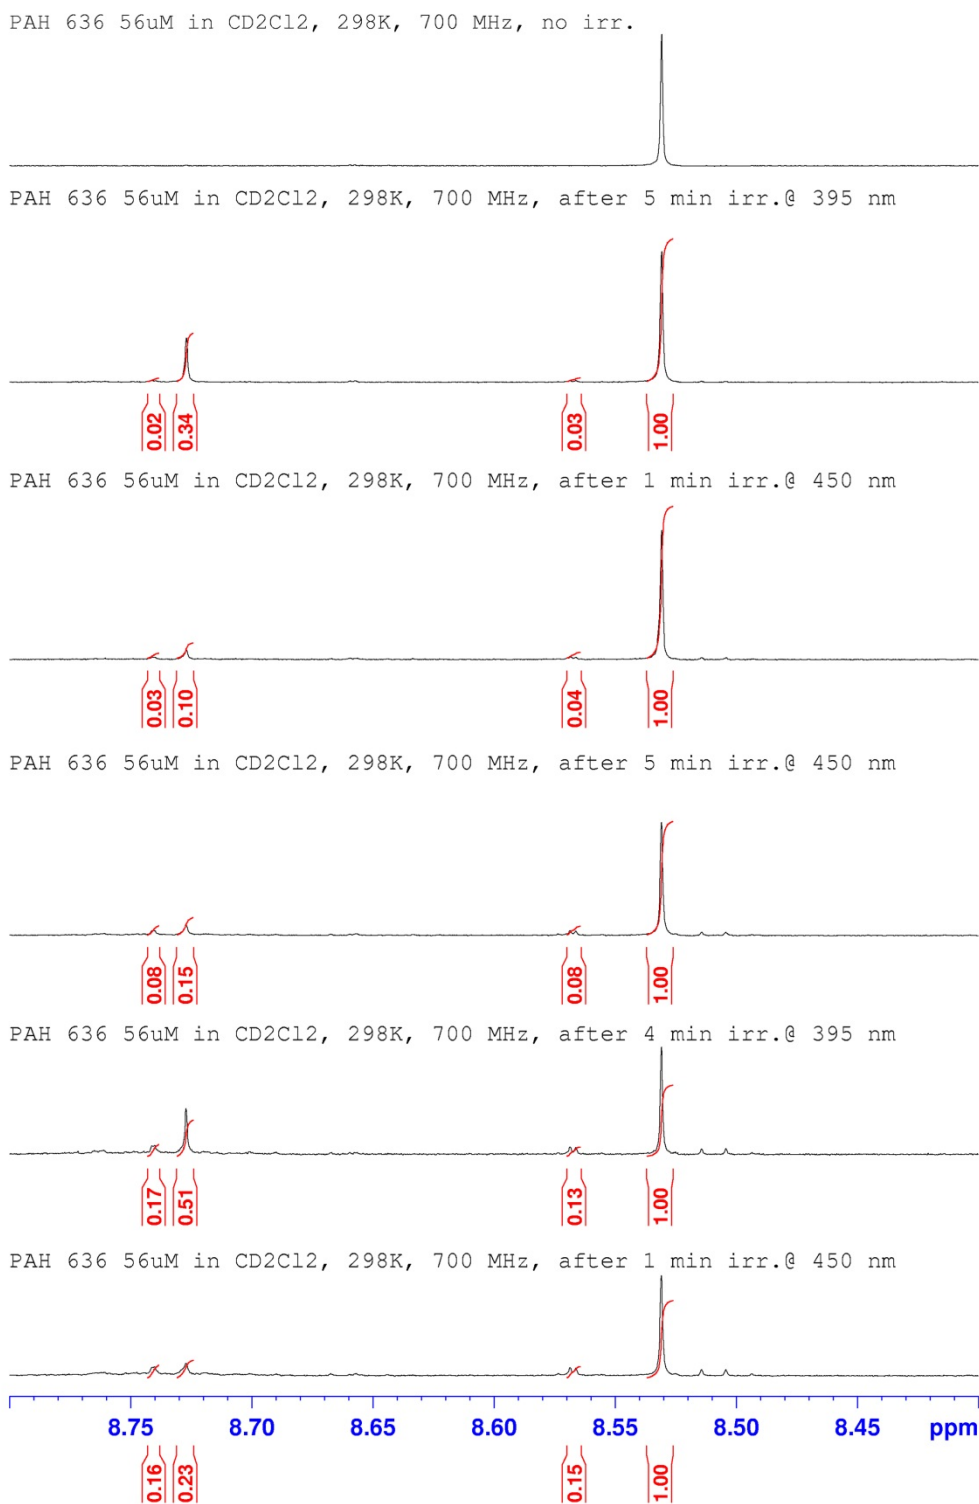 PAH 636 56uM in CD2Cl2, 298K, 700 MHz, no irr.
PAH 636 56uM in CD2Cl2, 298K, 700 MHz, after 5 min irr.@ 395 nm
0.02 0.34 0.03 1.00
PAH 636 56uM in CD2Cl2, 298K, 700 MHz, after 1 min irr.@ 450 nm
0.03 0.10 0.04 1.00
PAH 636 56uM in CD2Cl2, 298K, 700 MHz, after 5 min irr.@ 450 nm
0.08 0.15 0.08 1.00
PAH 636 56uM in CD2Cl2, 298K, 700 MHz, after 4 min irr.@ 395 nm
0.17 0.51 0.13 1.00
PAH 636 56uM in CD2Cl2, 298K, 700 MHz, after 1 min irr.@ 450 nm
8.75 8.70 8.65 8.60 8.55 8.50 8.45 ppm
0.16 0.23 0.15 1.00